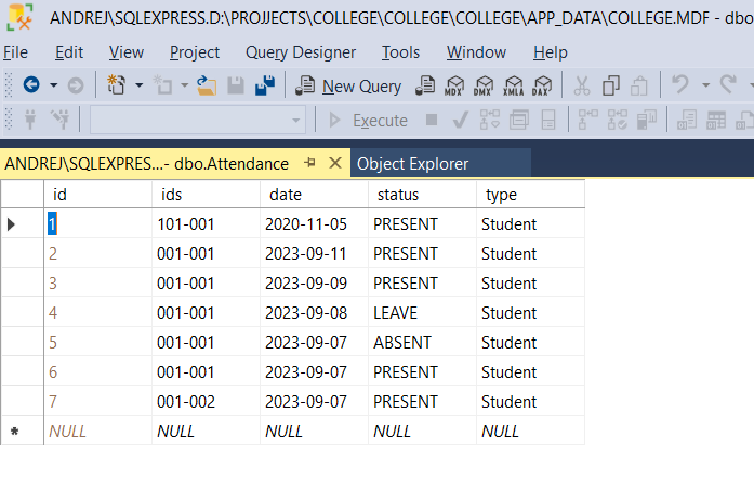 ANDREJ\SQLEXPRESS.D:\PROJECTS\COLLEGE\COLLEGE\COLLEGE\APP_DATA\COLLEGE.MDF - dbo
File Edit View Project Query Designer Tools Window Help
New Query MDX DMX XMLA DAX
Execute
ANDREJ\SQLEXPRES...- dbo.Attendance Object Explorer
id ids date status type
1 101-001 2020-11-05 PRESENT Student
2 001-001 2023-09-11 PRESENT Student
3 001-001 2023-09-09 PRESENT Student
4 001-001 2023-09-08 LEAVE Student
5 001-001 2023-09-07 ABSENT Student
6 001-001 2023-09-07 PRESENT Student
7 001-002 2023-09-07 PRESENT Student
* NULL NULL NULL NULL NULL